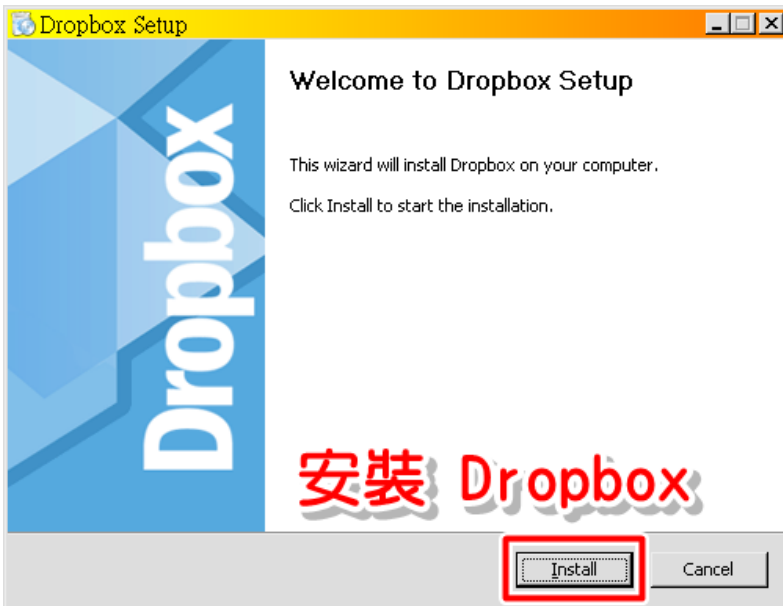 Dropbox Setup
Dropbox
Welcome to Dropbox Setup
This wizard will install Dropbox on your computer.
Click Install to start the installation.
安裝 Dropbox
Install
Cancel